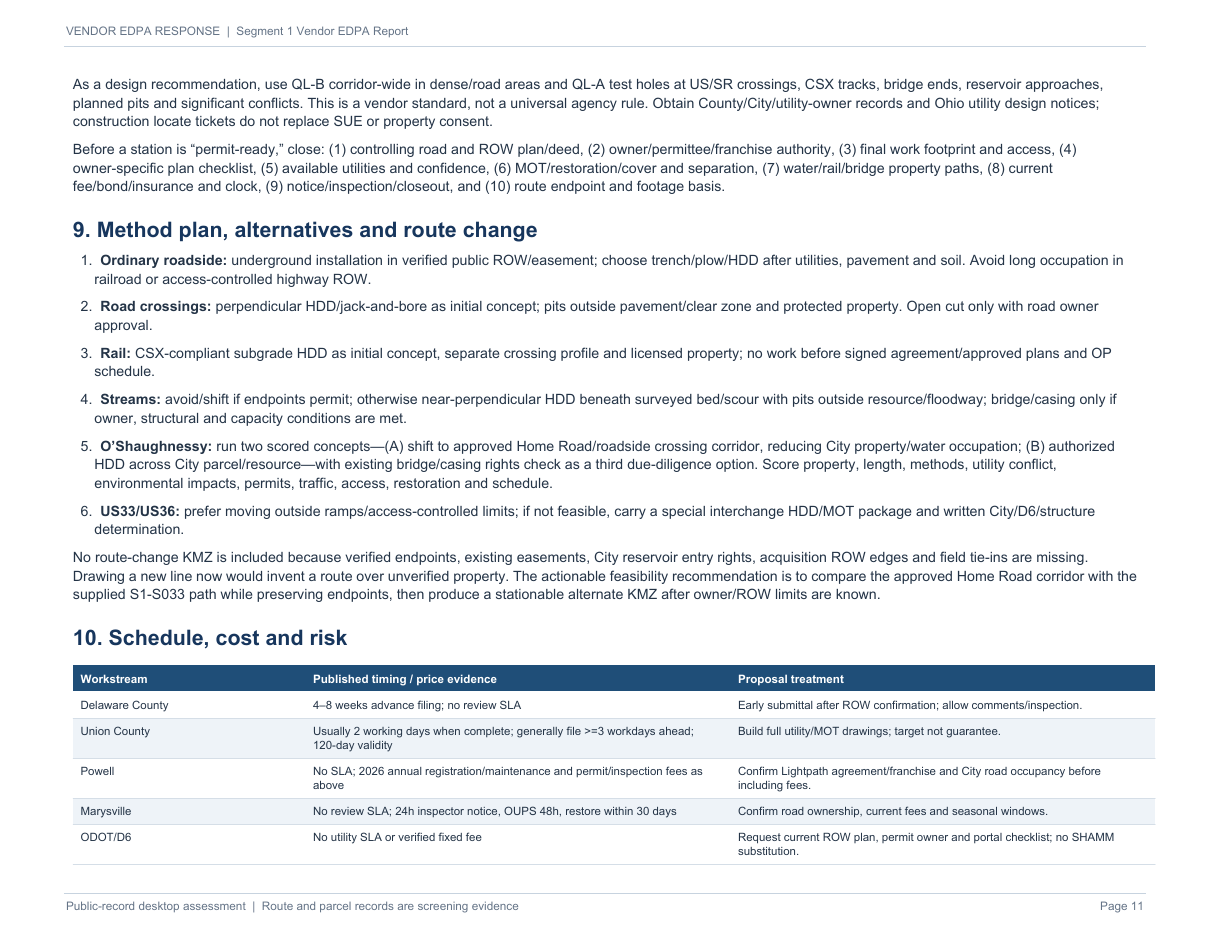 VENDOR EDPA RESPONSE | Segment 1 Vendor EDPA Report
As a design recommendation, use QL-B corridor-wide in dense/road areas and QL-A test holes at US/SR crossings, CSX tracks, bridge ends, reservoir approaches,
planned pits and significant conflicts. This is a vendor standard, not a universal agency rule. Obtain County/City/utility-owner records and Ohio utility design notices;
construction locate tickets do not replace SUE or property consent.
Before a station is “permit-ready,” close: (1) controlling road and ROW plan/deed, (2) owner/permittee/franchise authority, (3) final work footprint and access, (4)
owner-specific plan checklist, (5) available utilities and confidence, (6) MOT/restoration/cover and separation, (7) water/rail/bridge property paths, (8) current
fee/bond/insurance and clock, (9) notice/inspection/closeout, and (10) route endpoint and footage basis.
9. Method plan, alternatives and route change
1. Ordinary roadside: underground installation in verified public ROW/easement; choose trench/plow/HDD after utilities, pavement and soil. Avoid long occupation in
railroad or access-controlled highway ROW.
2. Road crossings: perpendicular HDD/jack-and-bore as initial concept; pits outside pavement/clear zone and protected property. Open cut only with road owner
approval.
3. Rail: CSX-compliant subgrade HDD as initial concept, separate crossing profile and licensed property; no work before signed agreement/approved plans and OP
schedule.
4. Streams: avoid/shift if endpoints permit; otherwise near-perpendicular HDD beneath surveyed bed/scour with pits outside resource/floodway; bridge/casing only if
owner, structural and capacity conditions are met.
5. O’Shaughnessy: run two scored concepts—(A) shift to approved Home Road/roadside crossing corridor, reducing City property/water occupation; (B) authorized
HDD across City parcel/resource—with existing bridge/casing rights check as a third due-diligence option. Score property, length, methods, utility conflict,
environmental impacts, permits, traffic, access, restoration and schedule.
6. US33/US36: prefer moving outside ramps/access-controlled limits; if not feasible, carry a special interchange HDD/MOT package and written City/D6/structure
determination.
No route-change KMZ is included because verified endpoints, existing easements, City reservoir entry rights, acquisition ROW edges and field tie-ins are missing.
Drawing a new line now would invent a route over unverified property. The actionable feasibility recommendation is to compare the approved Home Road corridor with the
supplied S1-S033 path while preserving endpoints, then produce a stationable alternate KMZ after owner/ROW limits are known.
10. Schedule, cost and risk
Workstream Published timing / price evidence Proposal treatment
Delaware County 4–8 weeks advance filing; no review SLA Early submittal after ROW confirmation; allow comments/inspection.
Union County Usually 2 working days when complete; generally file >=3 workdays ahead; Build full utility/MOT drawings; target not guarantee.
120-day validity
Powell No SLA; 2026 annual registration/maintenance and permit/inspection fees as Confirm Lightpath agreement/franchise and City road occupancy before
above including fees.
Marysville No review SLA; 24h inspector notice, OUPS 48h, restore within 30 days Confirm road ownership, current fees and seasonal windows.
ODOT/D6 No utility SLA or verified fixed fee Request current ROW plan, permit owner and portal checklist; no SHAMM
substitution.
Public-record desktop assessment | Route and parcel records are screening evidence Page 11